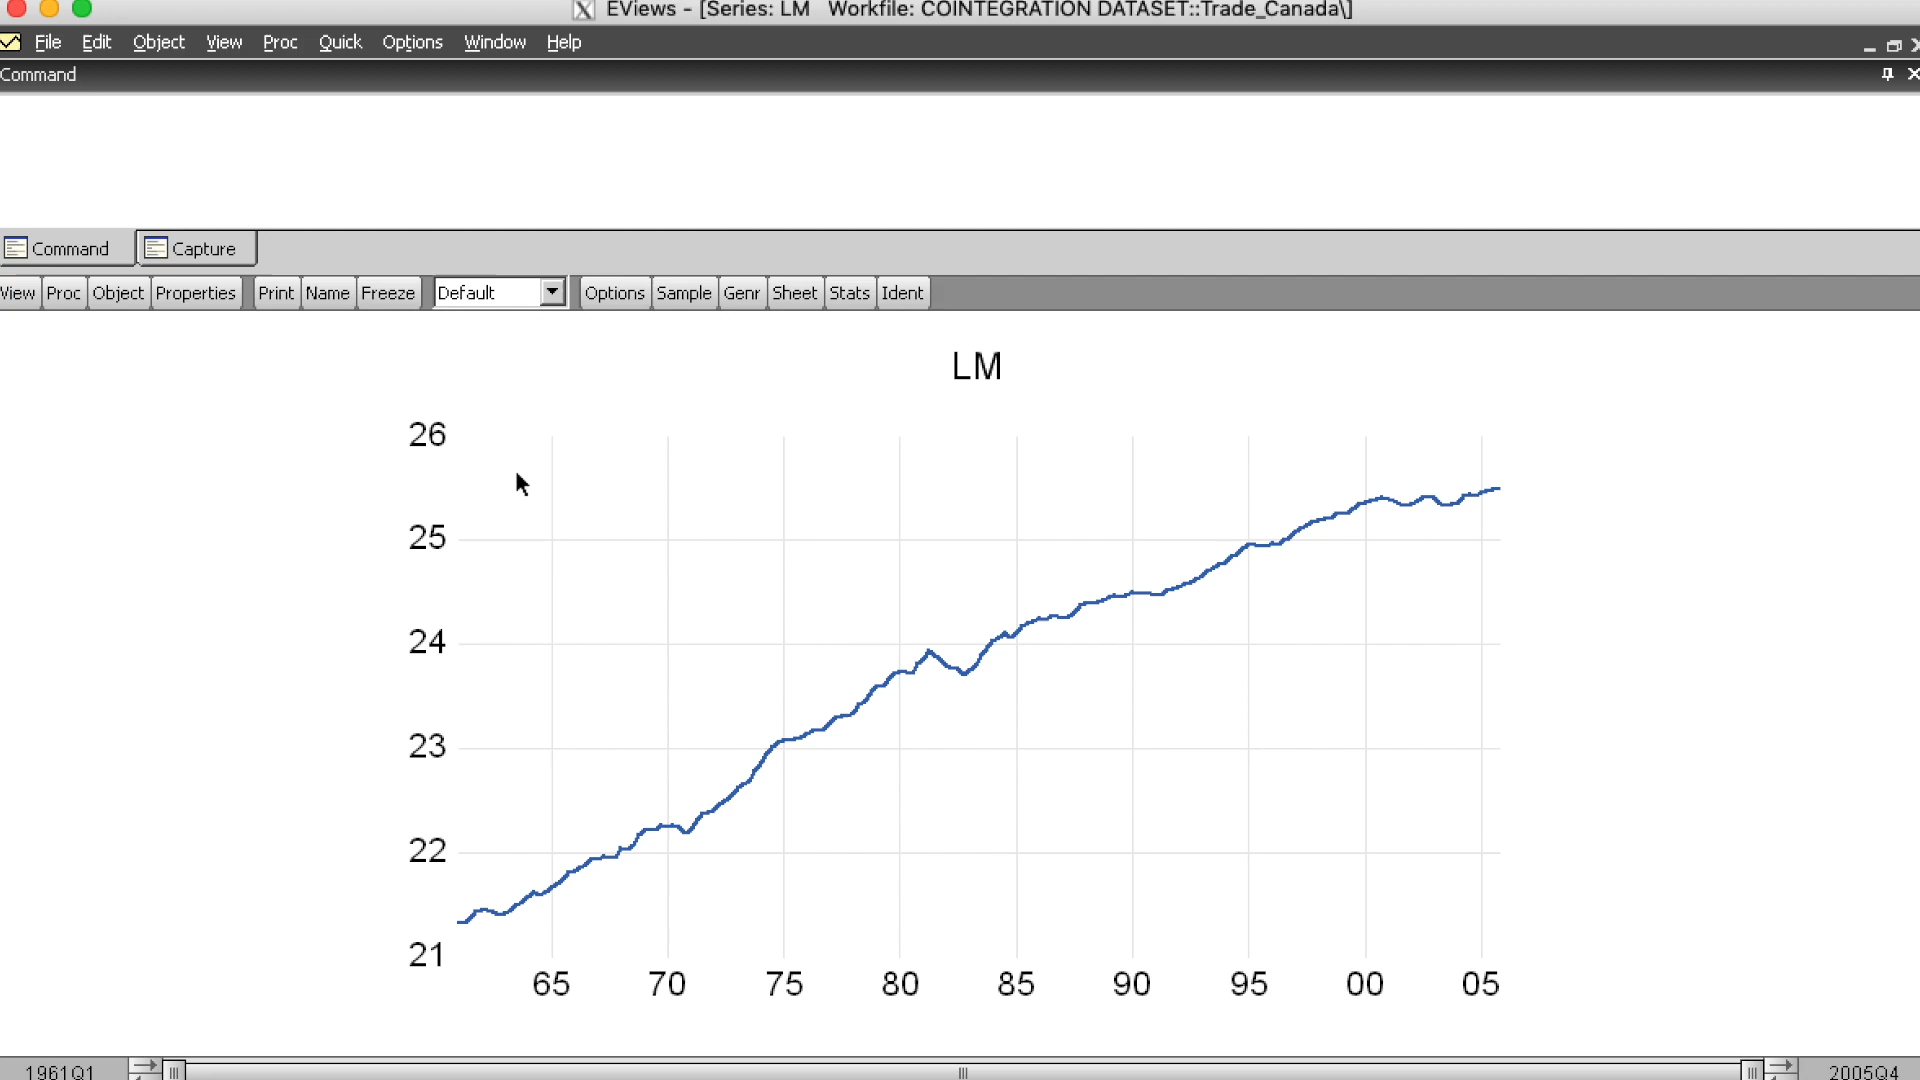 EViews - [Series: LM   Workfile: COINTEGRATION DATASET::Trade_Canada\]
File Edit Object View Proc Quick Options Window Help
Command
Command Capture
View Proc Object Properties Print Name Freeze Default Options Sample Genr Sheet Stats Ident
LM
26
25
24
23
22
21
65 70 75 80 85 90 95 00 05
1961Q1 2005Q4